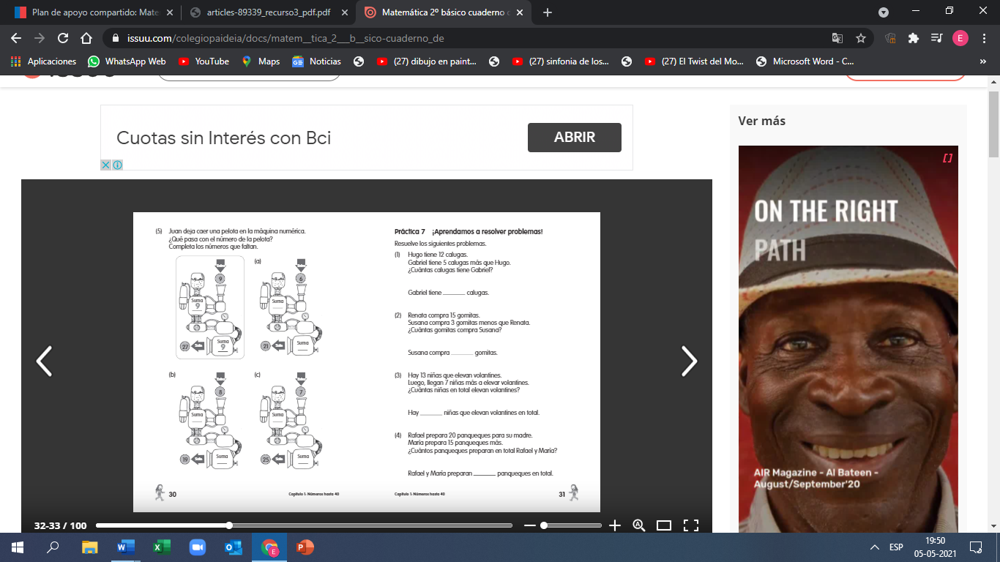 Plan de apoyo compartido: Mate
articles-89339_recurso3_pdf.pdf
Matemática 2º básico cuaderno d
E
issuu.com/colegiopaideia/docs/matem__tica_2___b__sico-cuaderno_de
Aplicaciones
WhatsApp Web
YouTube
Maps
Noticias
(27) dibujo en paint...
(27) sinfonia de los...
(27) El Twist del Mo...
Microsoft Word - C...
»
Cuotas sin Interés con Bci
ABRIR
Ver más
ON THE RIGHT
PATH
AIR Magazine - Al Bateen -
August/September'20
(5) Juan deja caer una pelota en la máquina numérica.
¿Qué pasa con el número de la pelota?
Completa los números que faltan.
9
Suma
9
27
Sale
Suma
9
(a)
6
Suma
21
Sale
Suma
(b)
8
Suma
19
Sale
Suma
(c)
7
Suma
25
Sale
Suma
30
Capítulo 1: Números hasta 40
Práctica 7 ¡Aprendamos a resolver problemas!
Resuelve los siguientes problemas.
(1) Hugo tiene 12 calugas.
Gabriel tiene 5 calugas más que Hugo.
¿Cuántas calugas tiene Gabriel?
Gabriel tiene ______ calugas.
(2) Renata compra 15 gomitas.
Susana compra 3 gomitas menos que Renata.
¿Cuántas gomitas compra Susana?
Susana compra ______ gomitas.
(3) Hay 13 niñas que elevan volantines.
Luego, llegan 7 niñas más a elevar volantines.
¿Cuántas niñas en total elevan volantines?
Hay ______ niñas que elevan volantines en total.
(4) Rafael prepara 20 panqueques para su madre.
María prepara 15 panqueques más.
¿Cuántos panqueques preparan en total Rafael y María?
Rafael y María preparan ______ panqueques en total.
Capítulo 1: Números hasta 40
31
32-33 / 100
ESP
19:50
05-05-2021